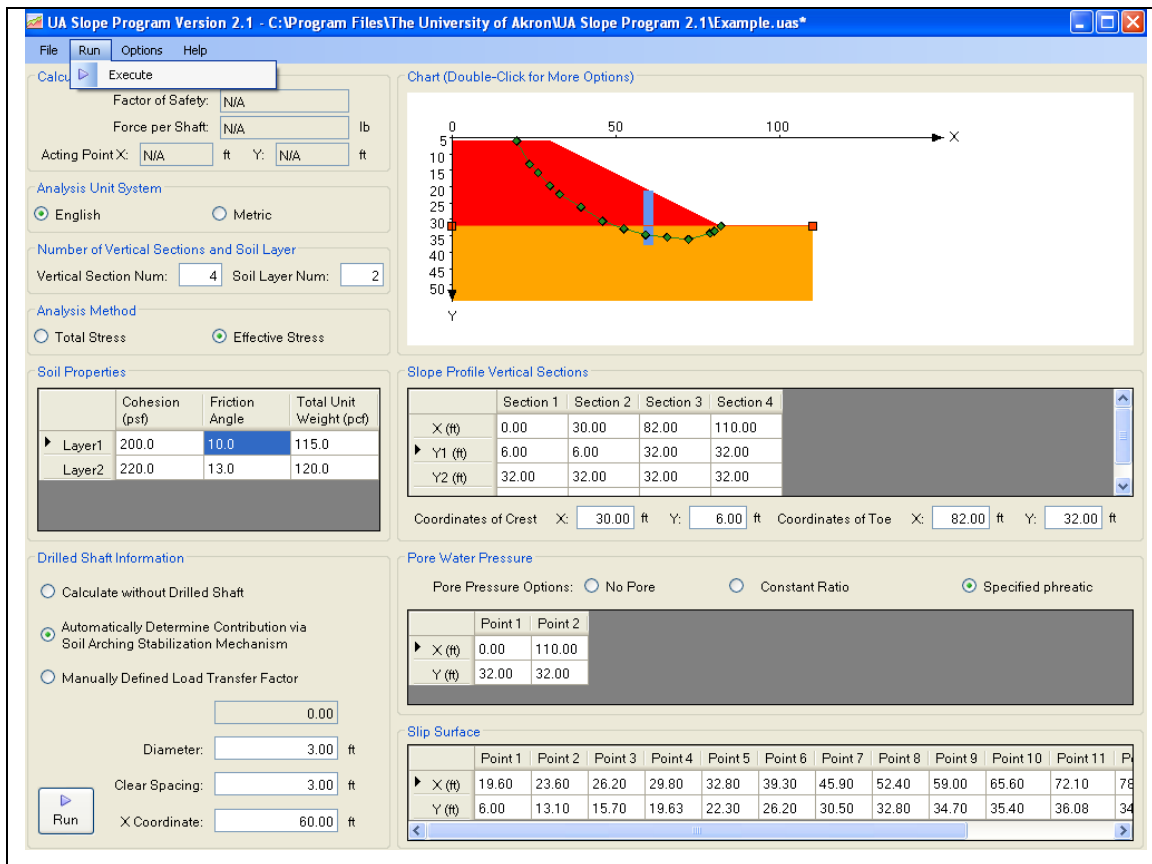 UA Slope Program Version 2.1 - C:\Program Files\The University of Akron\UA Slope Program 2.1\Example.uas*
File Run Options Help
Execute
Factor of Safety: N/A
Force per Shaft: N/A lb
Acting Point X: N/A ft Y: N/A ft
Analysis Unit System
English Metric
Number of Vertical Sections and Soil Layer
Vertical Section Num: 4 Soil Layer Num: 2
Analysis Method
Total Stress Effective Stress
Soil Properties
Cohesion (psf) Friction Angle Total Unit Weight (pcf)
Layer1 200.0 10.0 115.0
Layer2 220.0 13.0 120.0
Drilled Shaft Information
Calculate without Drilled Shaft
Automatically Determine Contribution via
Soil Arching Stabilization Mechanism
Manually Defined Load Transfer Factor
0.00
Diameter: 3.00 ft
Clear Spacing: 3.00 ft
Run
X Coordinate: 60.00 ft
Chart (Double-Click for More Options)
0 50 100 X
5
10
15
20
25
30
35
40
45
50
Y
Slope Profile Vertical Sections
Section 1 Section 2 Section 3 Section 4
X (ft) 0.00 30.00 82.00 110.00
Y1 (ft) 6.00 6.00 32.00 32.00
Y2 (ft) 32.00 32.00 32.00 32.00
Coordinates of Crest X: 30.00 ft Y: 6.00 ft Coordinates of Toe X: 82.00 ft Y: 32.00 ft
Pore Water Pressure
Pore Pressure Options: No Pore Constant Ratio Specified phreatic
Point 1 Point 2
X (ft) 0.00 110.00
Y (ft) 32.00 32.00
Slip Surface
Point 1 Point 2 Point 3 Point 4 Point 5 Point 6 Point 7 Point 8 Point 9 Point 10 Point 11
X (ft) 19.60 23.60 26.20 29.80 32.80 39.30 45.90 52.40 59.00 65.60 72.10
Y (ft) 6.00 13.10 15.70 19.63 22.30 26.20 30.50 32.80 34.70 35.40 36.08